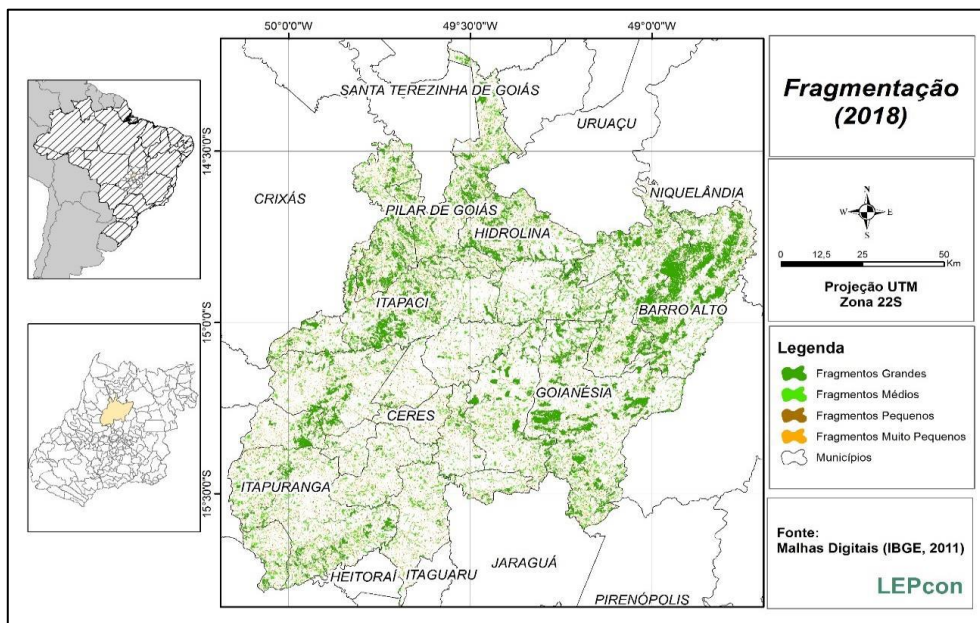 50°0'0"W
49°30'0"W
49°0'0"W
14°30'0"S
15°0'0"S
15°30'0"S
SANTA TEREZINHA DE GOIÁS
URUAÇU
CRIXÁS
NIQUELÂNDIA
PILAR DE GOIÁS
HIDROLINA
ITAPACI
BARRO ALTO
GOIANÉSIA
CERES
ITAPURANGA
JARAGUÁ
HEITORAÍ
ITAGUARU
PIRENÓPOLIS
Fragmentação
(2018)
N
W
E
S
0
12,5
25
50
Km
Projeção UTM
Zona 22S
Legenda
Fragmentos Grandes
Fragmentos Médios
Fragmentos Pequenos
Fragmentos Muito Pequenos
Municípios
Fonte:
Malhas Digitais (IBGE, 2011)
LEPcon